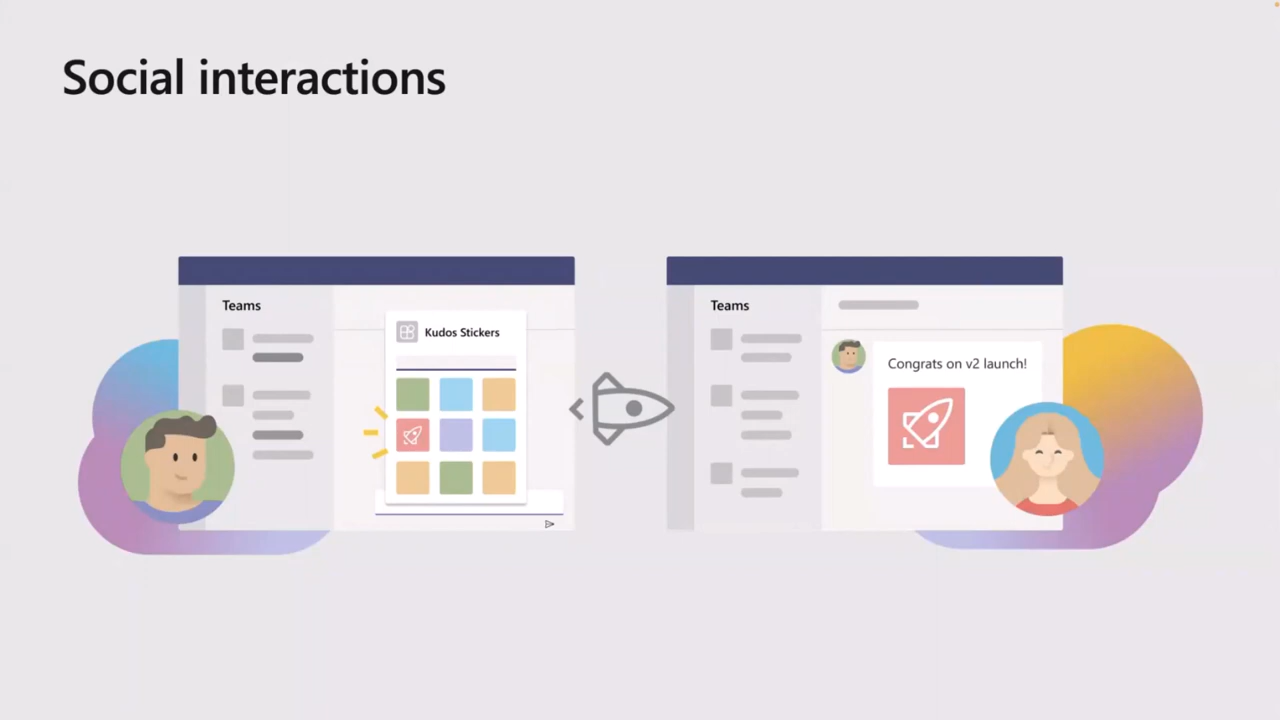 Social interactions
Teams
Kudos Stickers
Teams
Congrats on v2 launch!